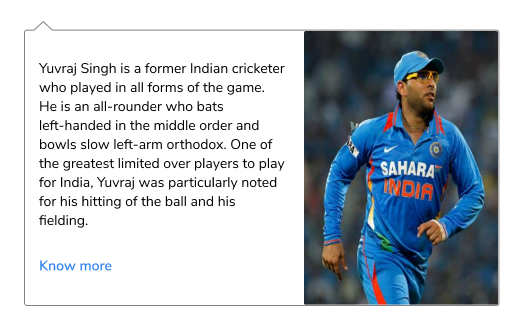 Yuvraj Singh is a former Indian cricketer
who played in all forms of the game.
He is an all-rounder who bats
left-handed in the middle order and
bowls slow left-arm orthodox. One of
the greatest limited over players to play
for India, Yuvraj was particularly noted
for his hitting of the ball and his
fielding.
Know more
SAHARA
INDIA